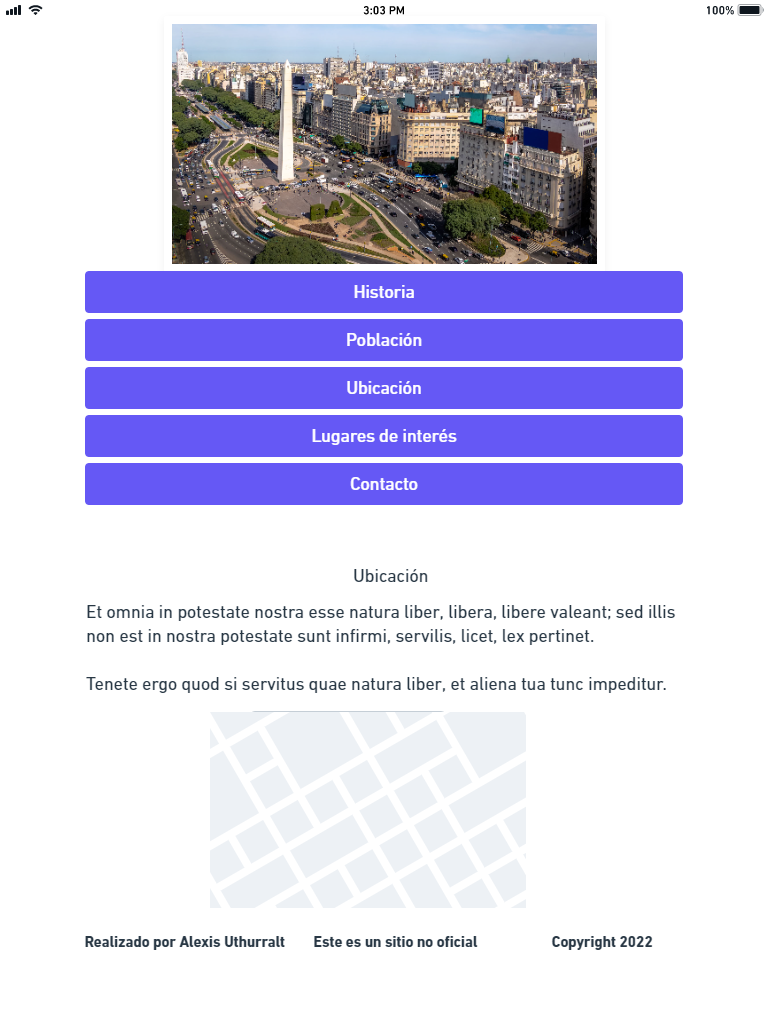 3:03 PM
100%
Historia
Población
Ubicación
Lugares de interés
Contacto
Ubicación
Et omnia in potestate nostra esse natura liber, libera, libere valeant; sed illis
non est in nostra potestate sunt infirmi, servilis, licet, lex pertinet.
Tenete ergo quod si servitus quae natura liber, et aliena tua tunc impeditur.
Realizado por Alexis Uthurralt
Este es un sitio no oficial
Copyright 2022